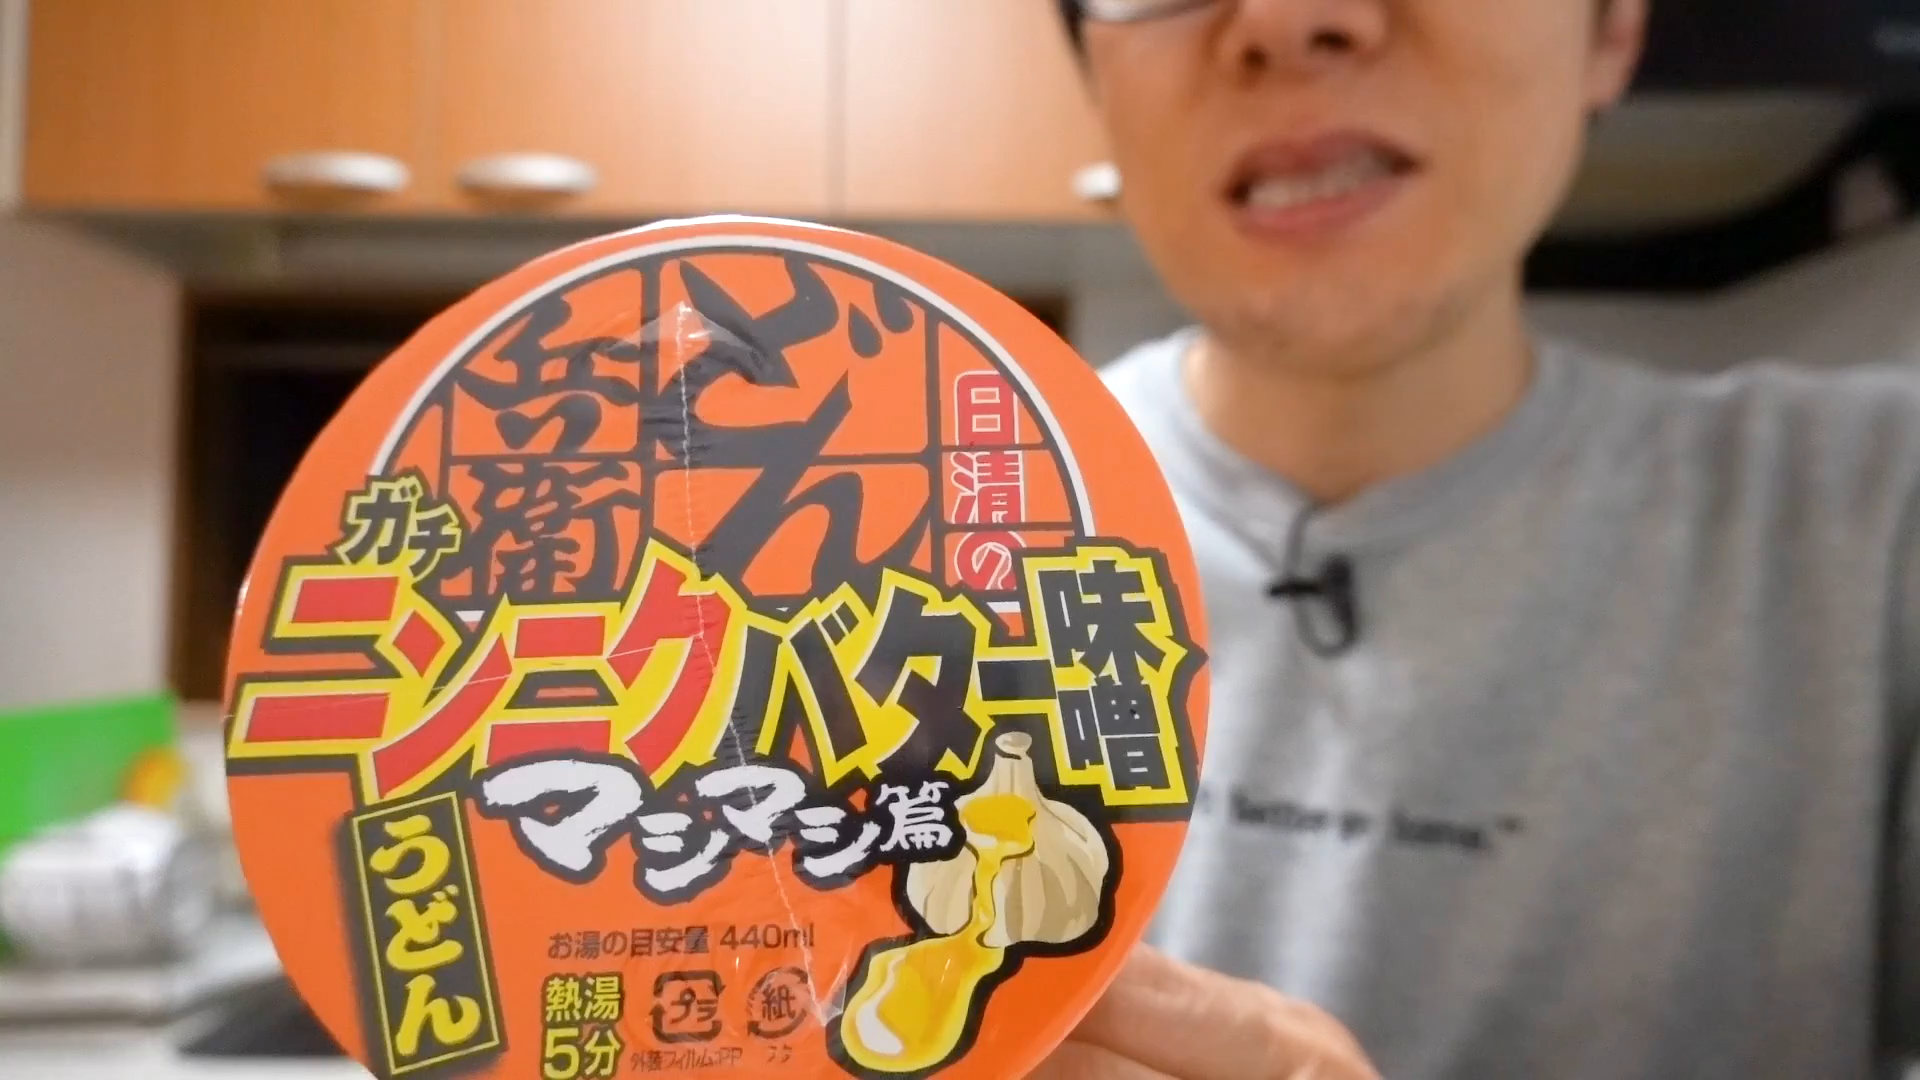 日清の
どん兵衛
ガチ
ニンニクバター味噌
マシマシ篇
うどん
お湯の目安量 440ml
熱湯
5分
プラ
紙
外装フィルム:PP
フタ